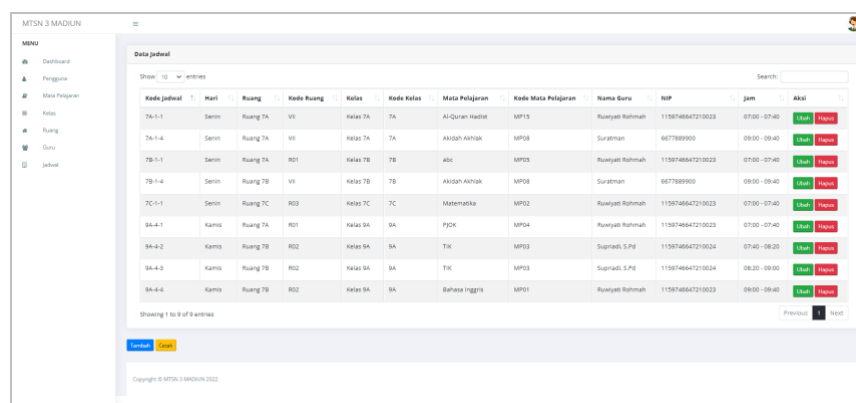 MTSN 3 MADIUN
MENU
Dashboard
Pengguna
Mata Pelajaran
Kelas
Ruang
Guru
Jadwal
Data Jadwal
Show 10 entries Search:
Kode Jadwal Hari Ruang Kode Ruang Kelas Kode Kelas Mata Pelajaran Kode Mata Pelajaran Nama Guru NIP Jam Aksi
7A-1-1 Senin Ruang 7A VII Kelas 7A 7A Al-Quran Hadist MP15 Ruwiyati Rohmah 1159746647210023 07:00 - 07:40 Ubah Hapus
7A-1-4 Senin Ruang 7A VII Kelas 7A 7A Akidah Akhlak MP08 Suratman 6677889900 09:00 - 09:40 Ubah Hapus
7B-1-1 Senin Ruang 7A R01 Kelas 7B 7B abc MP05 Ruwiyati Rohmah 1159746647210023 07:00 - 07:40 Ubah Hapus
7B-1-4 Senin Ruang 7B VII Kelas 7B 7B Akidah Akhlak MP08 Suratman 6677889900 09:00 - 09:40 Ubah Hapus
7C-1-1 Senin Ruang 7C R03 Kelas 7C 7C Matematika MP02 Ruwiyati Rohmah 1159746647210023 07:00 - 07:40 Ubah Hapus
9A-4-1 Kamis Ruang 7A R01 Kelas 9A 9A PJOK MP04 Ruwiyati Rohmah 1159746647210023 07:00 - 07:40 Ubah Hapus
9A-4-2 Kamis Ruang 7B R02 Kelas 9A 9A TIK MP03 Supriadi, S.Pd 1159746647210024 07:40 - 08:20 Ubah Hapus
9A-4-3 Kamis Ruang 7B R02 Kelas 9A 9A TIK MP03 Supriadi, S.Pd 1159746647210024 08:20 - 09:00 Ubah Hapus
9A-4-4 Kamis Ruang 7B R02 Kelas 9A 9A Bahasa Inggris MP01 Ruwiyati Rohmah 1159746647210023 09:00 - 09:40 Ubah Hapus
Showing 1 to 9 of 9 entries Previous 1 Next
Tambah Cetak
Copyright © MTSN 3 MADIUN 2022